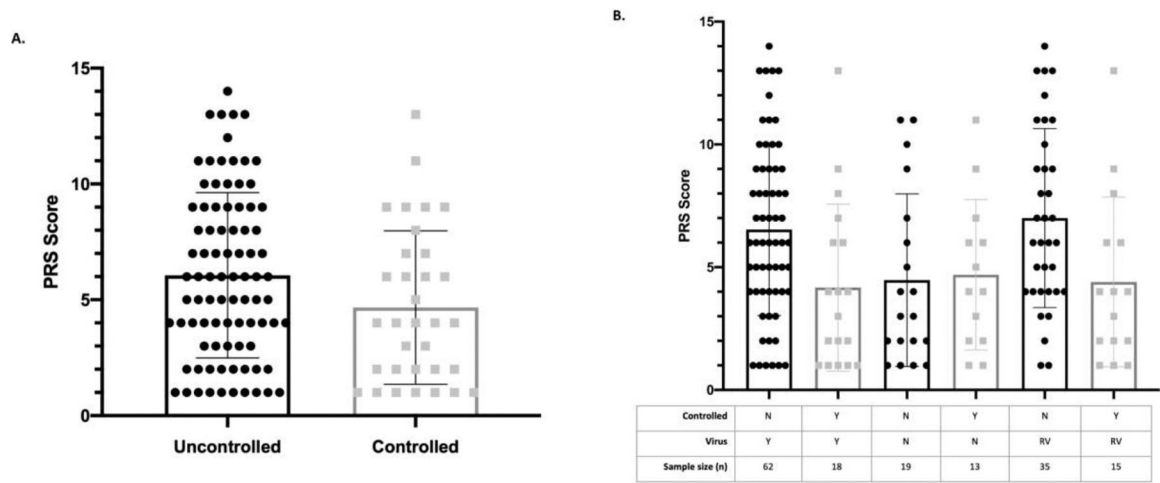 A.
PRS Score
15
10
5
0
Uncontrolled Controlled
B.
PRS Score
15
10
5
0
Controlled N Y N Y N Y
Virus Y Y N N RV RV
Sample size (n) 62 18 19 13 35 15